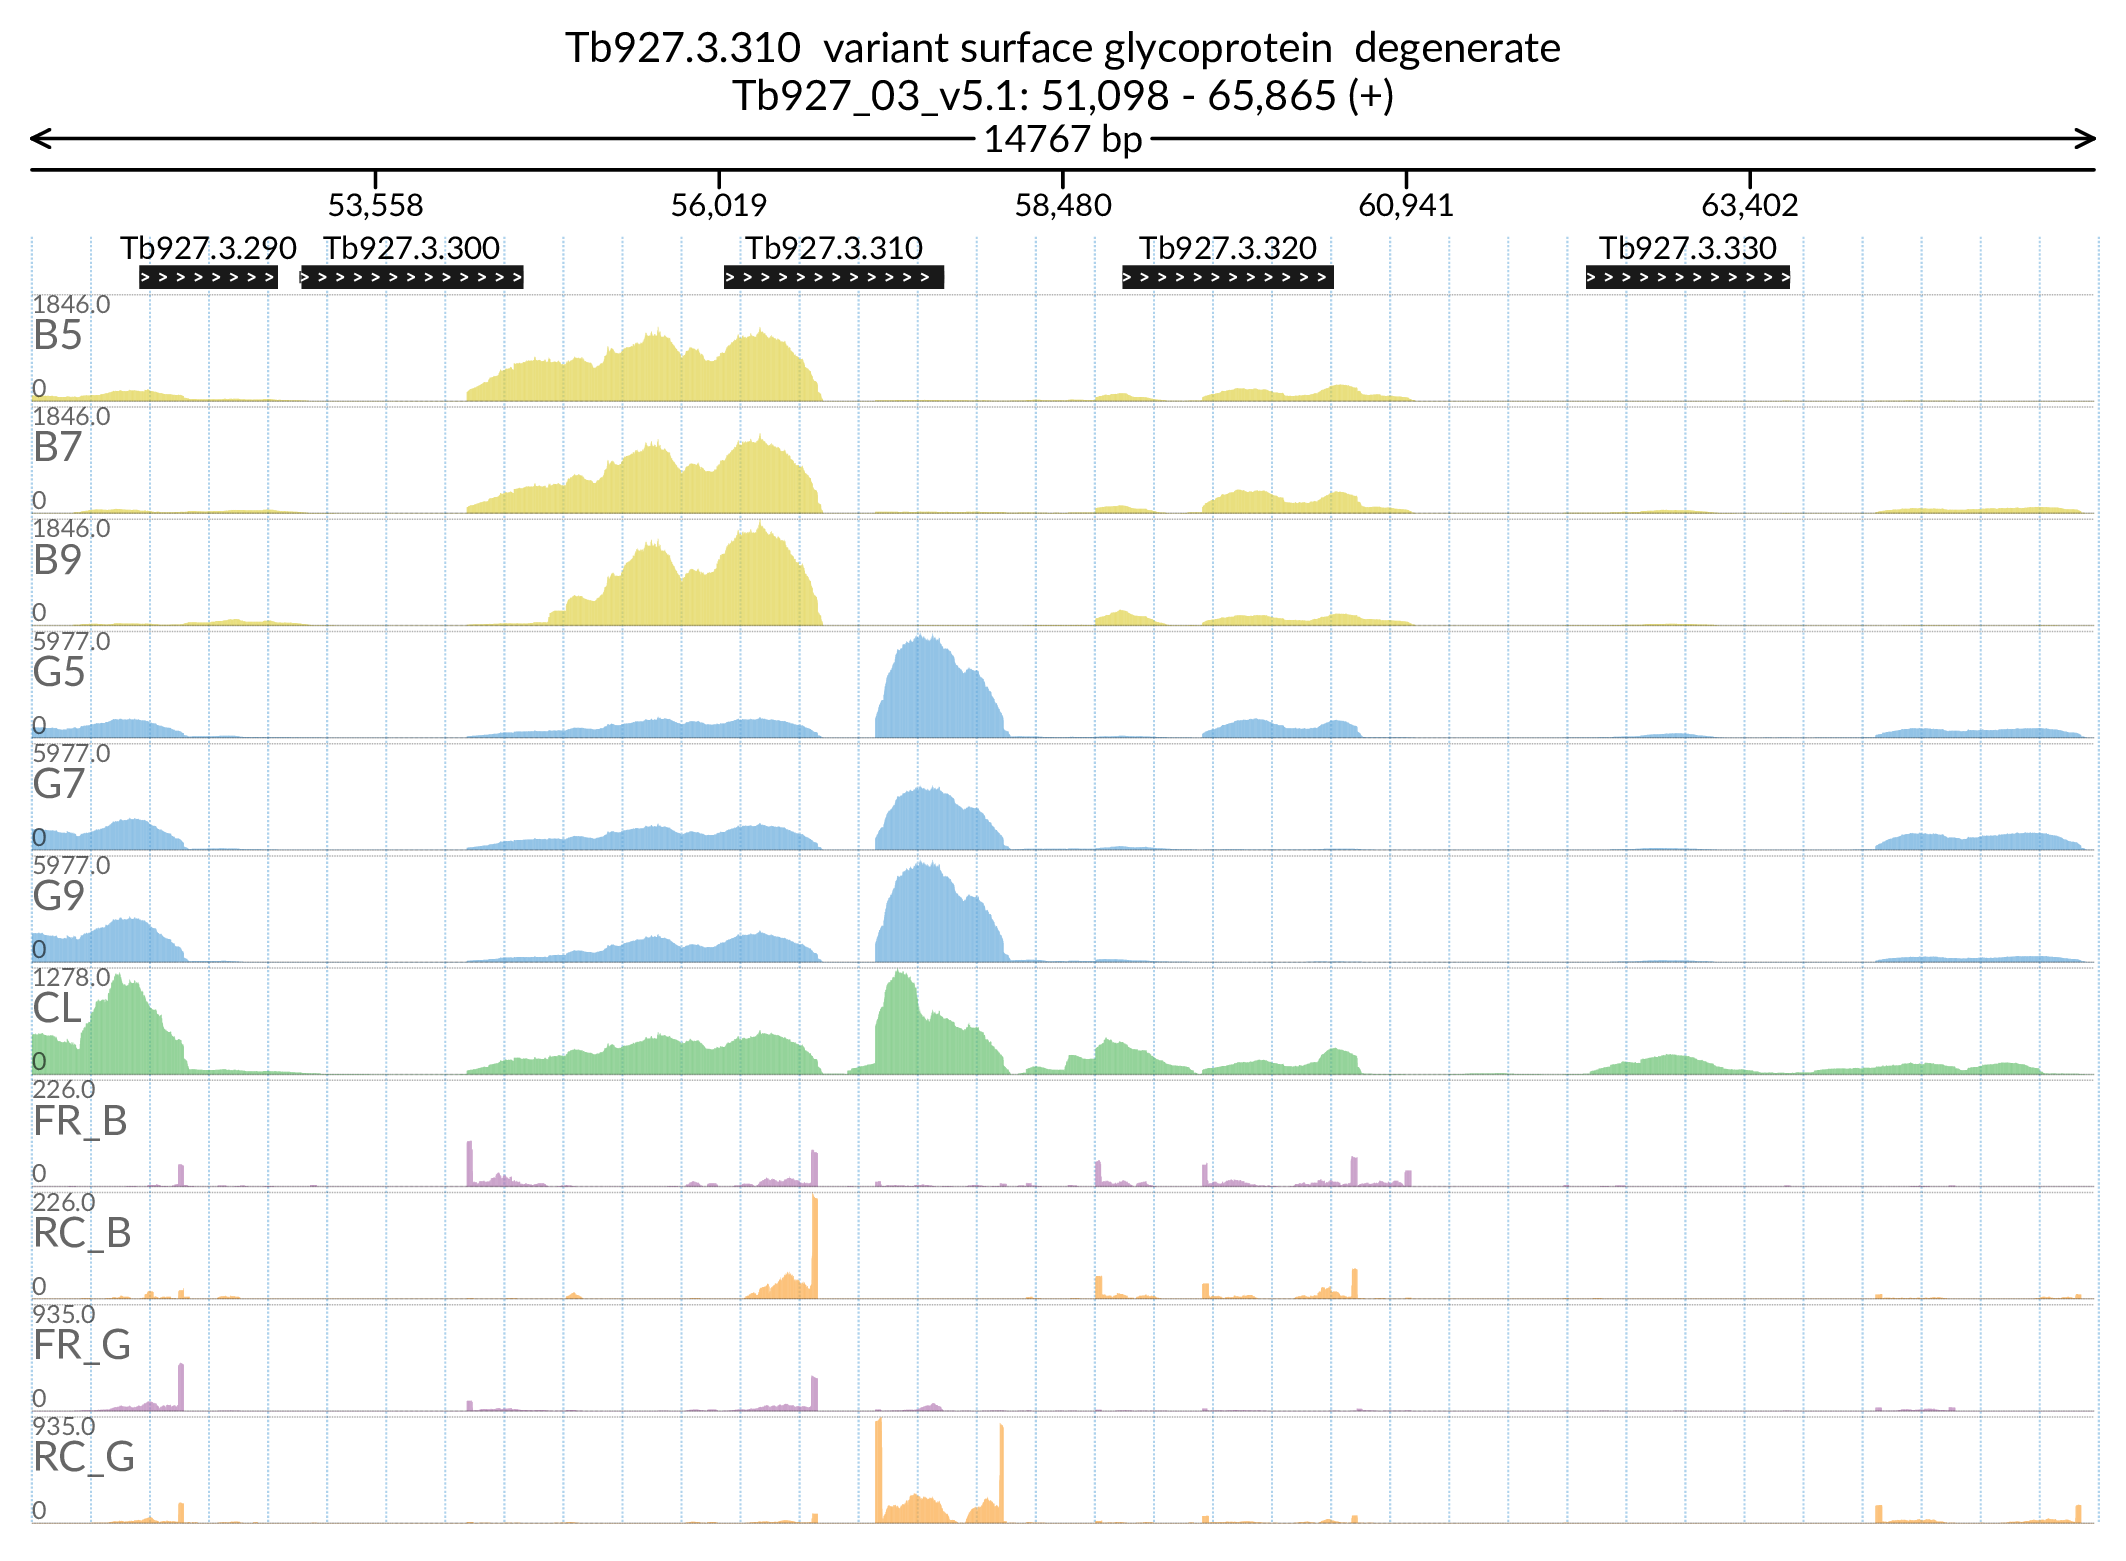 Tb927.3.310  variant surface glycoprotein  degenerate
Tb927_03_v5.1: 51,098 - 65,865 (+)
14767 bp
53,558 56,019 58,480 60,941 63,402
Tb927.3.290 Tb927.3.300 Tb927.3.310 Tb927.3.320 Tb927.3.330
1846.0
B5
0
1846.0
B7
0
1846.0
B9
0
5977.0
G5
0
5977.0
G7
0
5977.0
G9
0
1278.0
CL
0
226.0
FR_B
0
226.0
RC_B
0
935.0
FR_G
0
935.0
RC_G
0